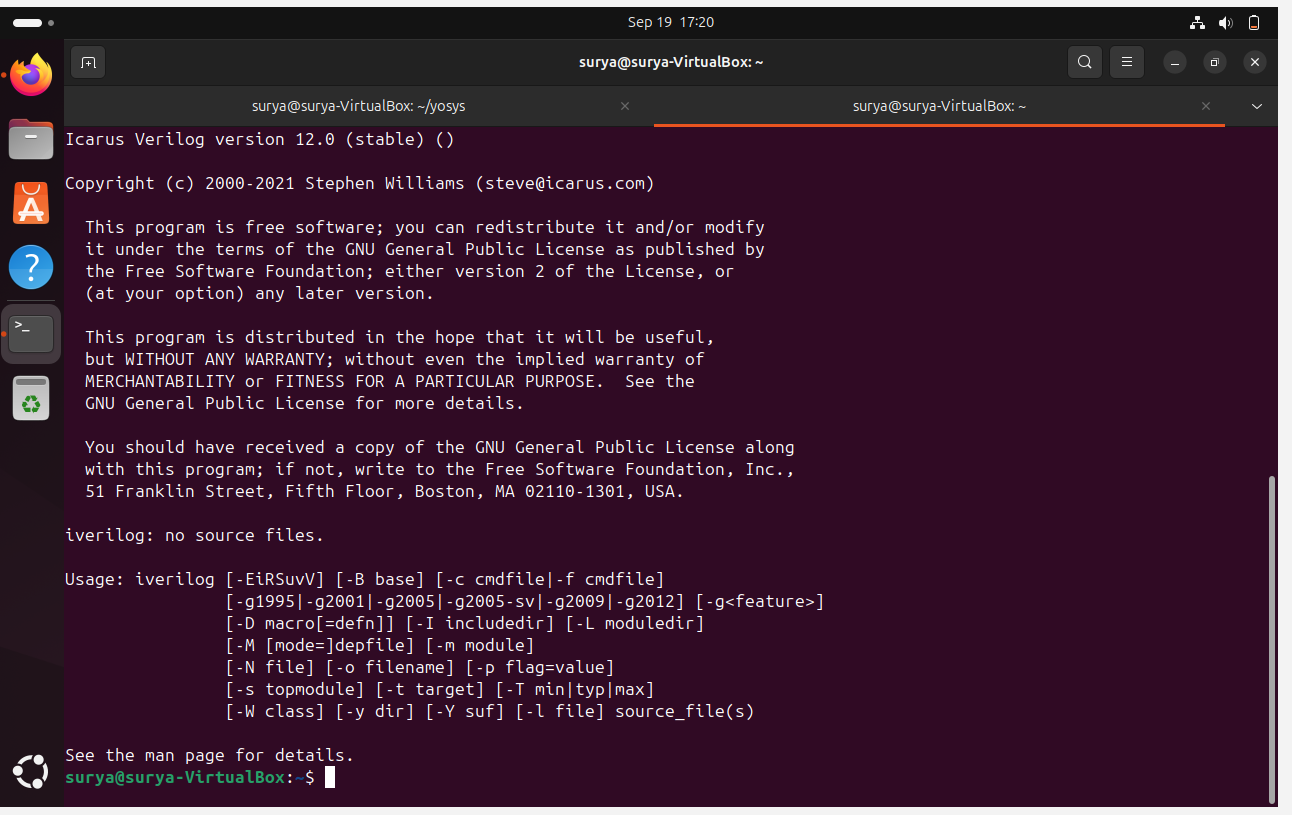 Sep 19 17:20
surya@surya-VirtualBox: ~
surya@surya-VirtualBox: ~/yosys
surya@surya-VirtualBox: ~
Icarus Verilog version 12.0 (stable) ()
Copyright (c) 2000-2021 Stephen Williams (steve@icarus.com)
This program is free software; you can redistribute it and/or modify
it under the terms of the GNU General Public License as published by
the Free Software Foundation; either version 2 of the License, or
(at your option) any later version.
This program is distributed in the hope that it will be useful,
but WITHOUT ANY WARRANTY; without even the implied warranty of
MERCHANTABILITY or FITNESS FOR A PARTICULAR PURPOSE.  See the
GNU General Public License for more details.
You should have received a copy of the GNU General Public License along
with this program; if not, write to the Free Software Foundation, Inc.,
51 Franklin Street, Fifth Floor, Boston, MA 02110-1301, USA.
iverilog: no source files.
Usage: iverilog [-EiRSuvV] [-B base] [-c cmdfile|-f cmdfile]
[-g1995|-g2001|-g2005|-g2005-sv|-g2009|-g2012] [-g<feature>]
[-D macro[=defn]] [-I includedir] [-L moduledir]
[-M [mode=]depfile] [-m module]
[-N file] [-o filename] [-p flag=value]
[-s topmodule] [-t target] [-T min|typ|max]
[-W class] [-y dir] [-Y suf] [-l file] source_file(s)
See the man page for details.
surya@surya-VirtualBox:~$